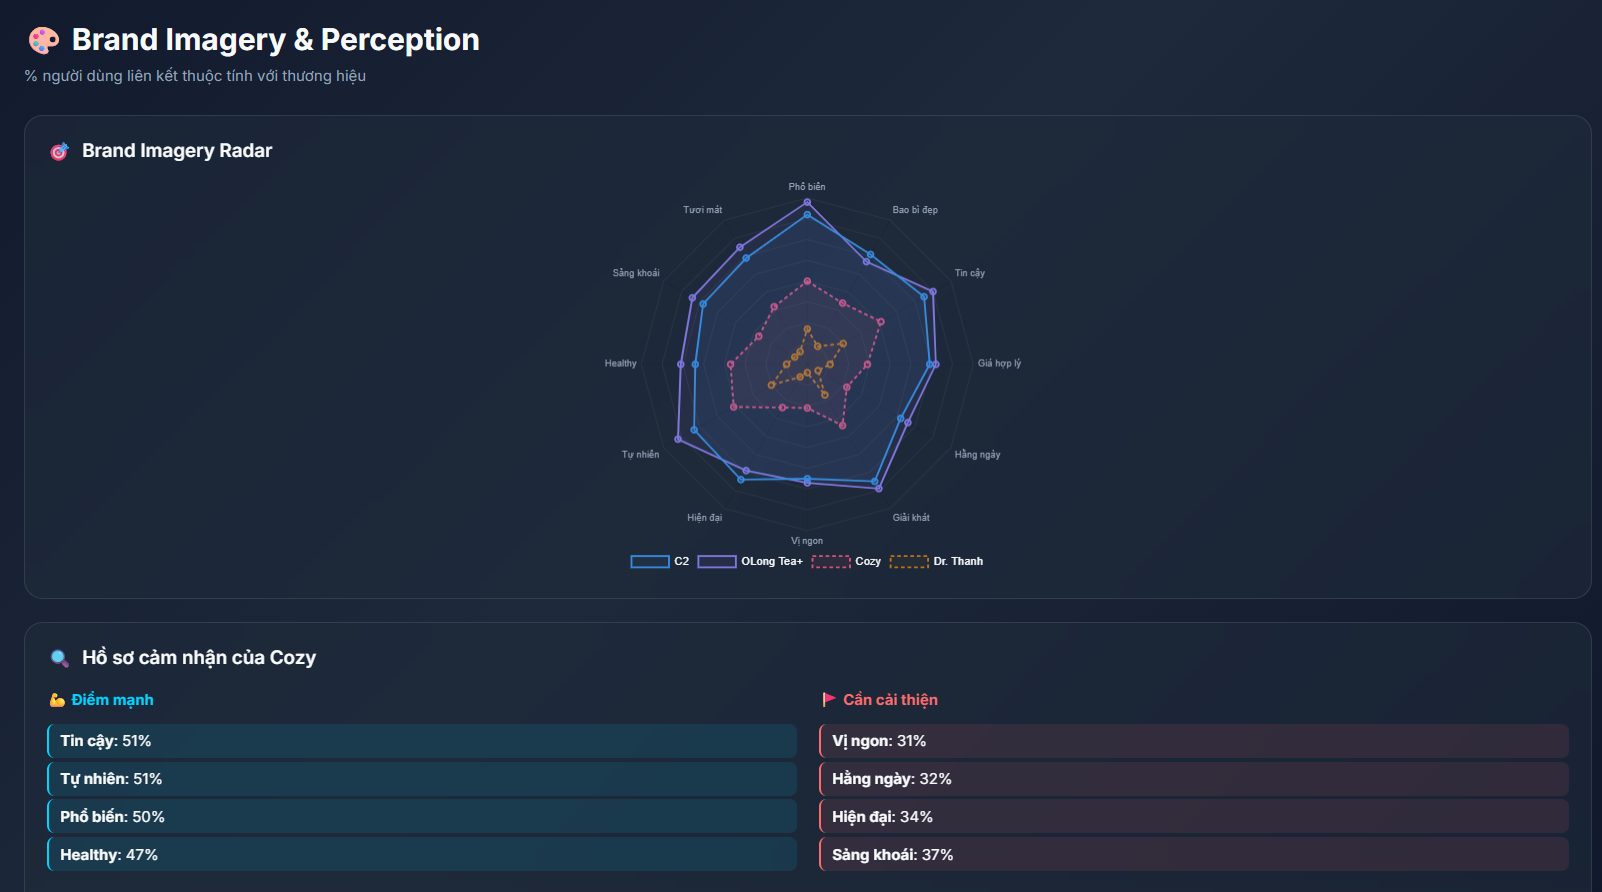 Brand Imagery & Perception
% người dùng liên kết thuộc tính với thương hiệu
Brand Imagery Radar
Phổ biến
Tươi mát
Bao bì đẹp
Sảng khoái
Tin cậy
Healthy
Giá hợp lý
Tự nhiên
Hằng ngày
Hiện đại
Giải khát
Vị ngon
C2 OLong Tea+ Cozy Dr. Thanh
Hồ sơ cảm nhận của Cozy
Điểm mạnh
Tin cậy: 51%
Tự nhiên: 51%
Phổ biến: 50%
Healthy: 47%
Cần cải thiện
Vị ngon: 31%
Hằng ngày: 32%
Hiện đại: 34%
Sảng khoái: 37%